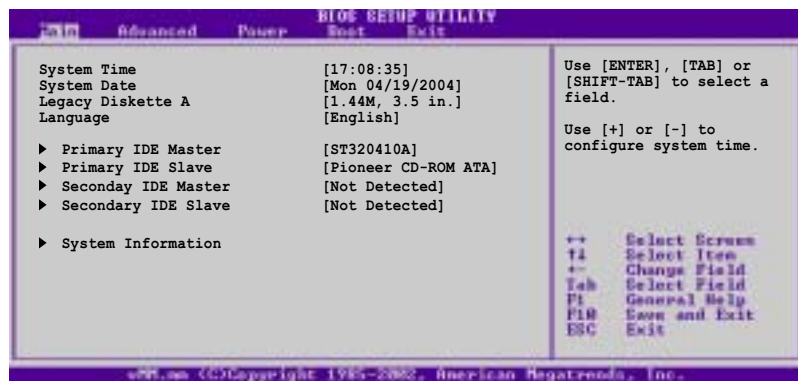 BIOS SETUP UTILITY
Main Advanced Power Boot Exit
System Time [17:08:35]
System Date [Mon 04/19/2004]
Legacy Diskette A [1.44M, 3.5 in.]
Language [English]
Primary IDE Master [ST320410A]
Primary IDE Slave [Pioneer CD-ROM ATA]
Seconday IDE Master [Not Detected]
Secondary IDE Slave [Not Detected]
System Information
Use [ENTER], [TAB] or
[SHIFT-TAB] to select a
field.
Use [+] or [-] to
configure system time.
↔ Select Screen
↑↓ Select Item
+- Change Field
Tab Select Field
F1 General Help
F10 Save and Exit
ESC Exit
vMM.mm (C)Copyright 1985-2002, American Megatrends, Inc.